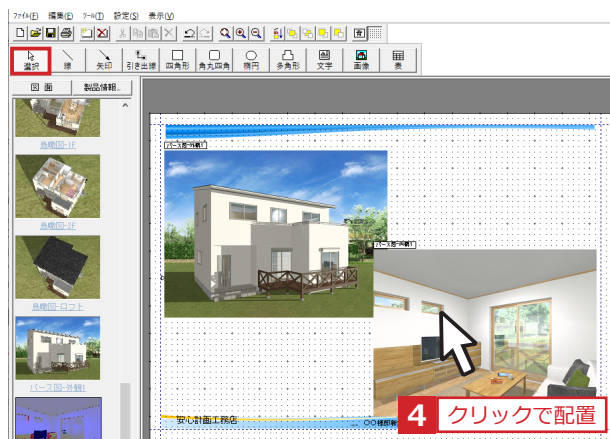 ファイル(F) 編集(E) ツール(T) 設定(S) 表示(V)
選択 線 矢印 引き出線 四角形 角丸四角 楕円 多角形 文字 画像 表
図 面 製品情報..
鳥瞰図-1F
パース図-外観1
鳥瞰図-2F
パース図-内観1
鳥瞰図-ロフト
パース図-外観1
安心計画工務店
4 クリックで配置